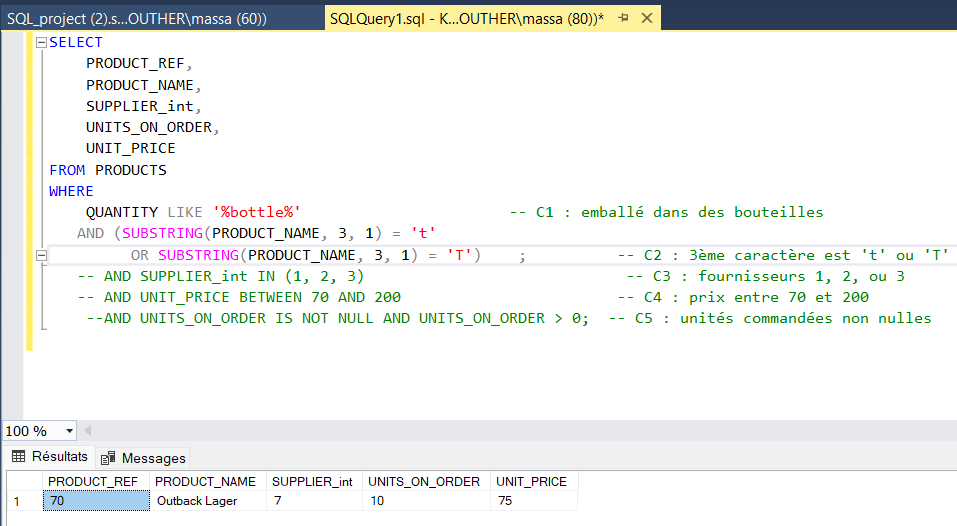 SQL_project (2).s...OUTHER\massa (60)) SQLQuery1.sql - K...OUTHER\massa (80))*
SELECT
PRODUCT_REF,
PRODUCT_NAME,
SUPPLIER_int,
UNITS_ON_ORDER,
UNIT_PRICE
FROM PRODUCTS
WHERE
QUANTITY LIKE '%bottle%' -- C1 : emballé dans des bouteilles
AND (SUBSTRING(PRODUCT_NAME, 3, 1) = 't'
OR SUBSTRING(PRODUCT_NAME, 3, 1) = 'T') ; -- C2 : 3ème caractère est 't' ou 'T'
-- AND SUPPLIER_int IN (1, 2, 3) -- C3 : fournisseurs 1, 2, ou 3
-- AND UNIT_PRICE BETWEEN 70 AND 200 -- C4 : prix entre 70 et 200
--AND UNITS_ON_ORDER IS NOT NULL AND UNITS_ON_ORDER > 0; -- C5 : unités commandées non nulles
100 %
Résultats Messages
PRODUCT_REF PRODUCT_NAME SUPPLIER_int UNITS_ON_ORDER UNIT_PRICE
1 70 Outback Lager 7 10 75